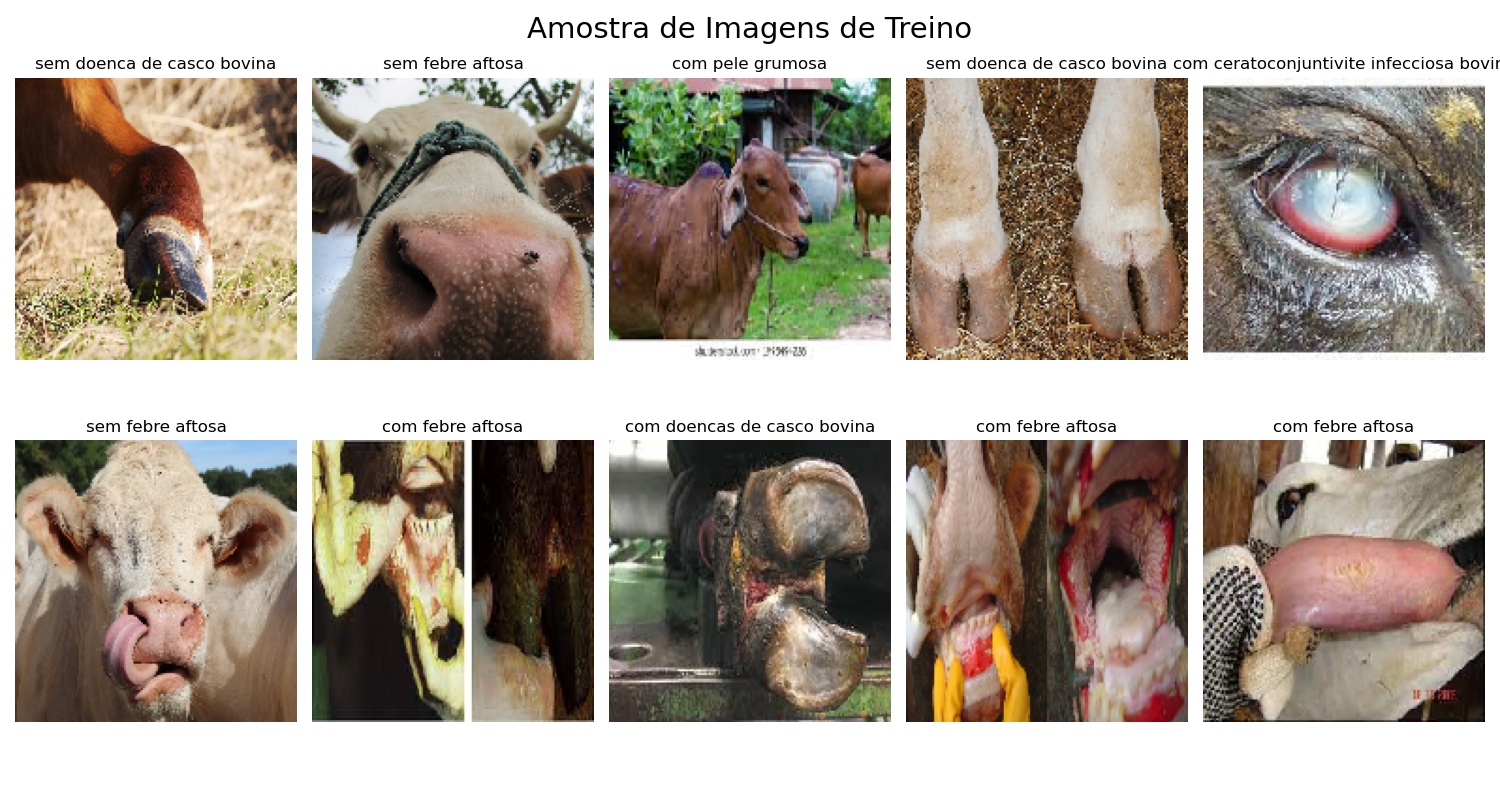 Amostra de Imagens de Treino
sem doenca de casco bovina
sem febre aftosa
com pele grumosa
sem doenca de casco bovina
com ceratoconjuntivite infecciosa bovir
sem febre aftosa
com febre aftosa
com doencas de casco bovina
com febre aftosa
com febre aftosa